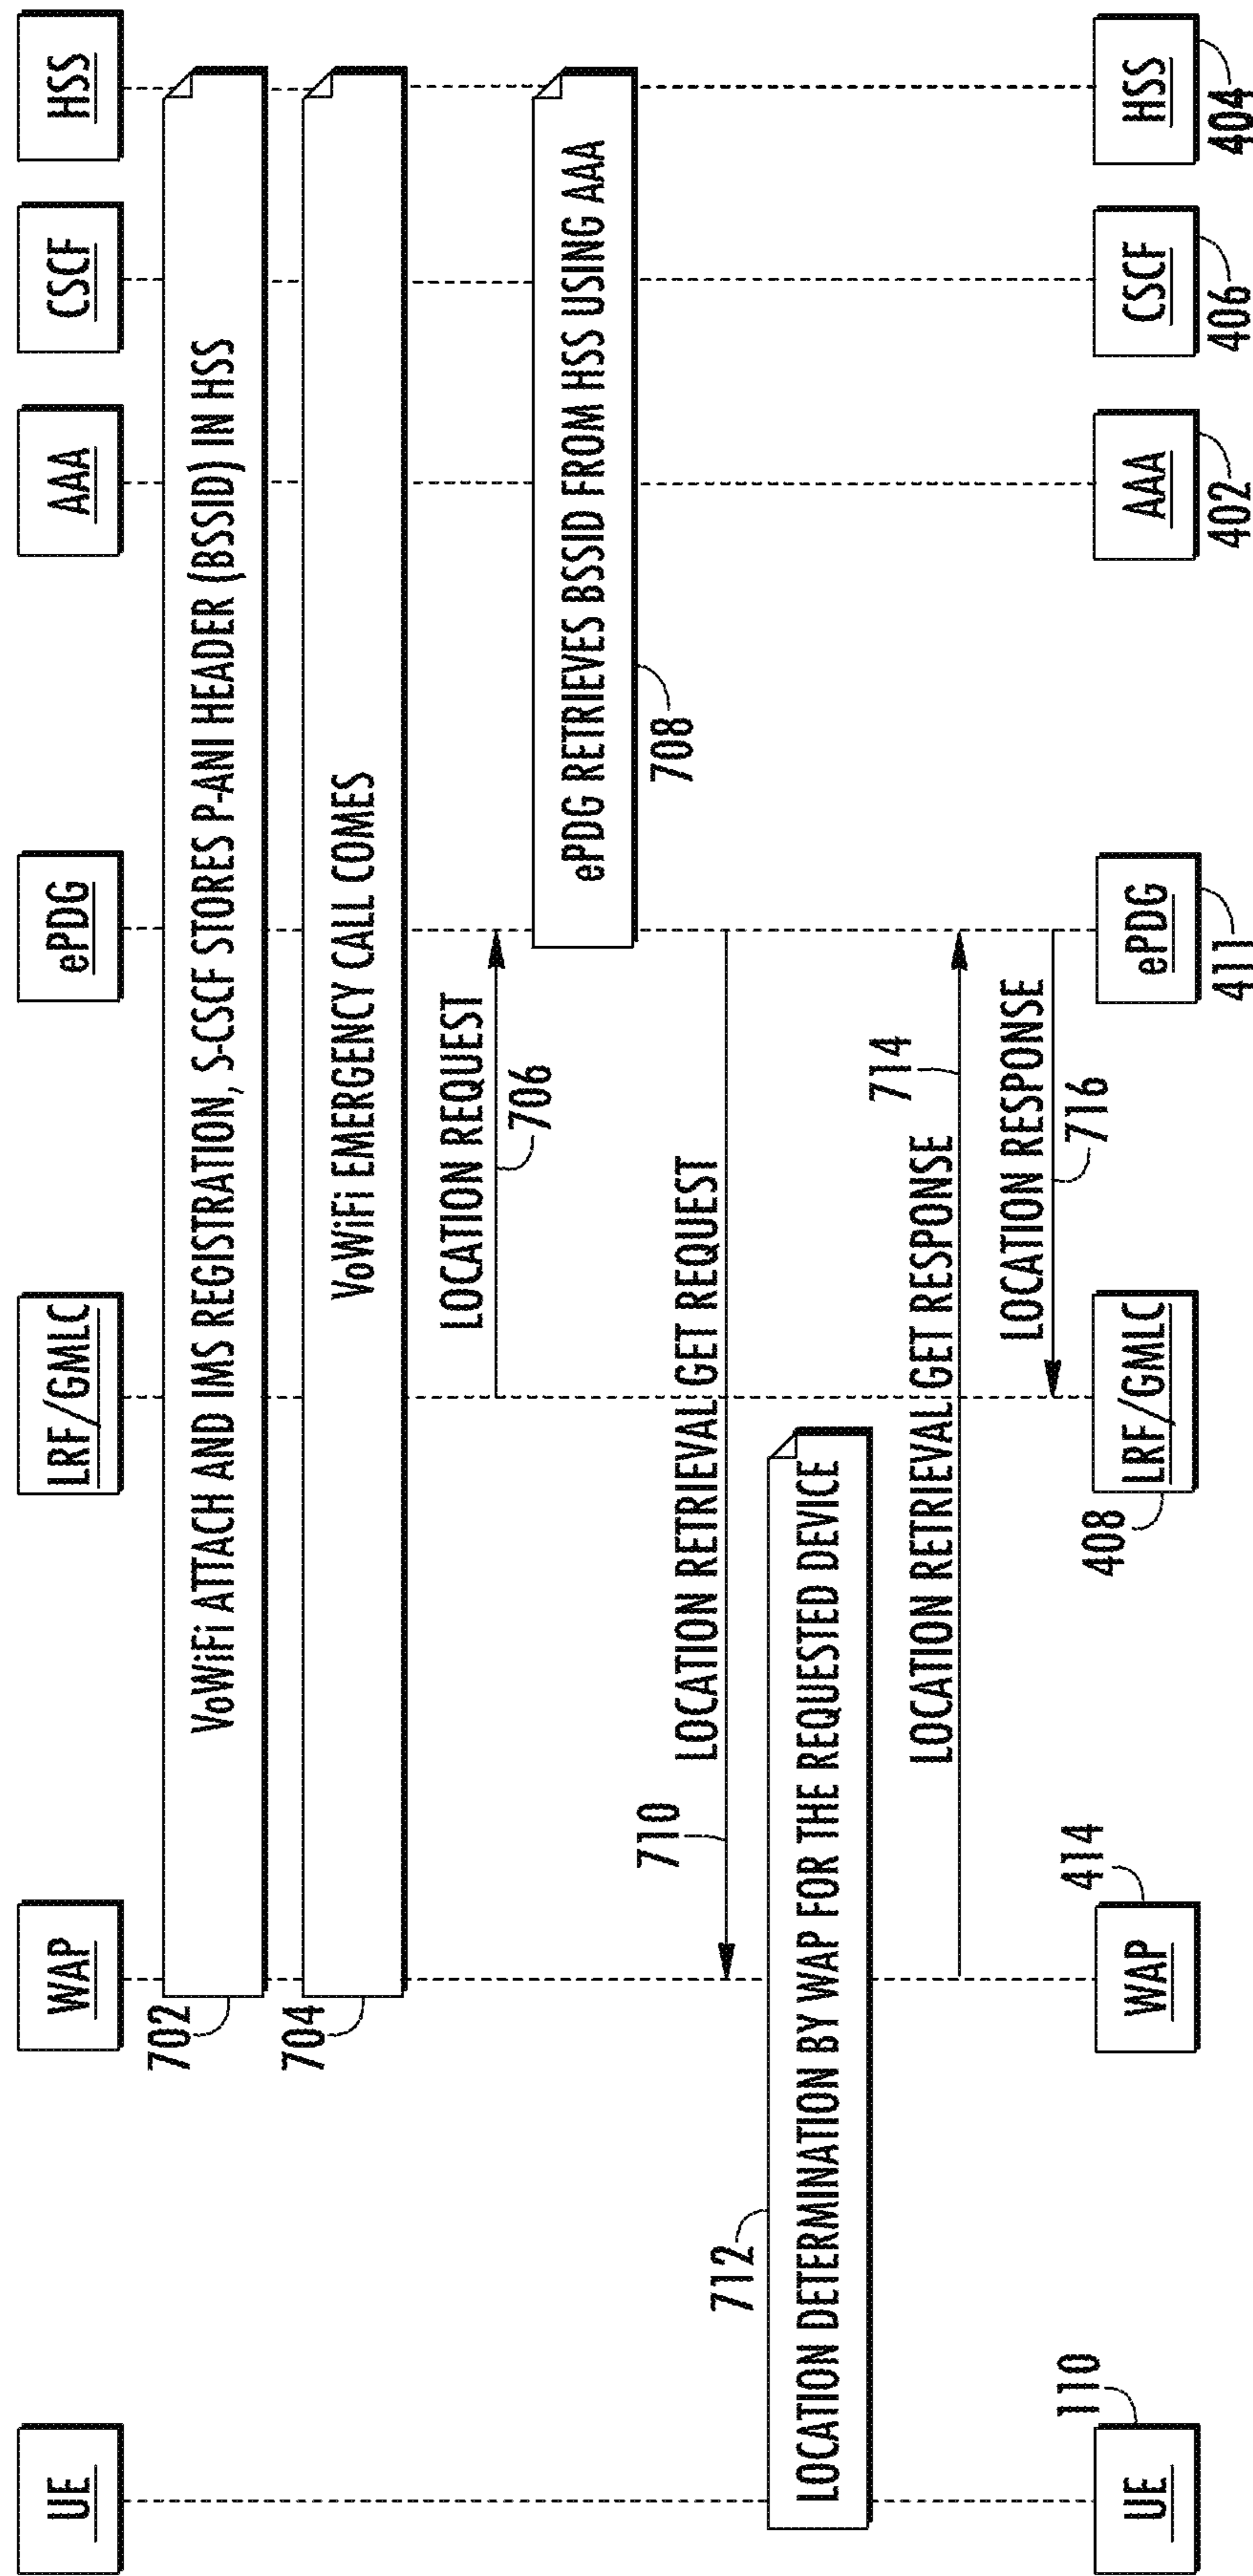 UE
WAP
LRF/GMLC
ePDG
AAA
CSCF
HSS
VoWiFi ATTACH AND IMS REGISTRATION, S-CSCF STORES P-ANI HEADER (BSSID) IN HSS
702
VoWiFi EMERGENCY CALL COMES
704
LOCATION REQUEST
706
ePDG RETRIEVES BSSID FROM HSS USING AAA
708
710
LOCATION RETRIEVAL GET REQUEST
712
LOCATION DETERMINATION BY WAP FOR THE REQUESTED DEVICE
714
LOCATION RETRIEVAL GET RESPONSE
LOCATION RESPONSE
716
UE
110
WAP
414
LRF/GMLC
408
ePDG
411
AAA
402
CSCF
406
HSS
404